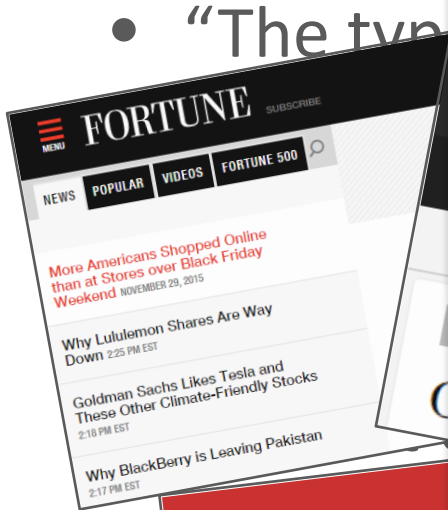 • “The typ
FORTUNE
SUBSCRIBE
MENU
NEWS POPULAR VIDEOS FORTUNE 500
More Americans Shopped Online
than at Stores over Black Friday
Weekend NOVEMBER 29, 2015
Why Lululemon Shares Are Way
Down 2:25 PM EST
Goldman Sachs Likes Tesla and
These Other Climate-Friendly Stocks
2:18 PM EST
Why BlackBerry is Leaving Pakistan
2:17 PM EST